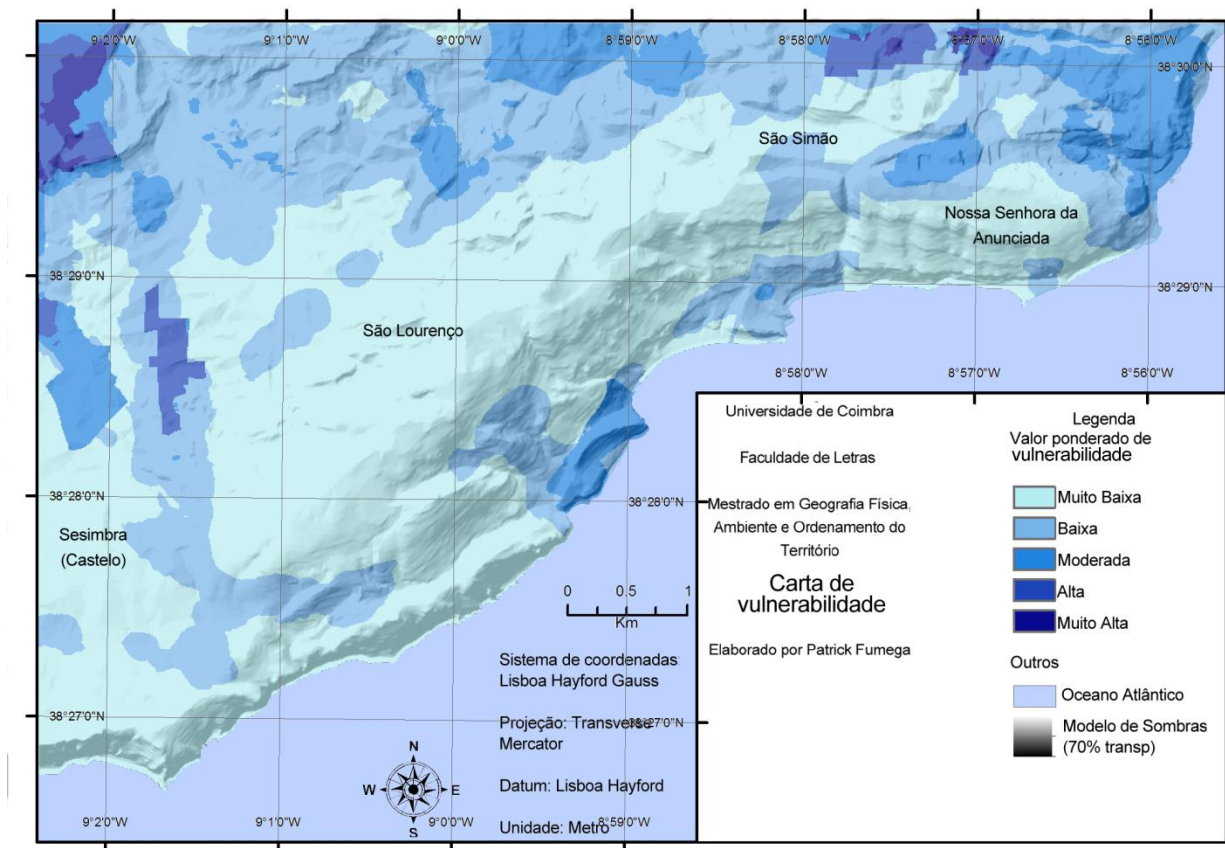 9°2'0"W 9°1'0"W 9°0'0"W 8°59'0"W 8°58'0"W 8°57'0"W 8°56'0"W
38°30'0"N
São Simão
Nossa Senhora da
Anunciada
38°29'0"N 38°29'0"N
São Lourenço
8°58'0"W 8°57'0"W 8°56'0"W
38°28'0"N 38°28'0"N
Sesimbra
(Castelo)
0 0.5 1
Km
Sistema de coordenadas
Lisboa Hayford Gauss
38°27'0"N 38°27'0"N
Projeção: Transverse
Mercator
Datum: Lisboa Hayford
Unidade: Metro
N
W E
S
9°2'0"W 9°1'0"W 9°0'0"W 8°59'0"W
Universidade de Coimbra
Faculdade de Letras
Mestrado em Geografia Física,
Ambiente e Ordenamento do
Território
Carta de
vulnerabilidade
Elaborado por Patrick Fumega
Legenda
Valor ponderado de
vulnerabilidade
Muito Baixa
Baixa
Moderada
Alta
Muito Alta
Outros
Oceano Atlântico
Modelo de Sombras
(70% transp)